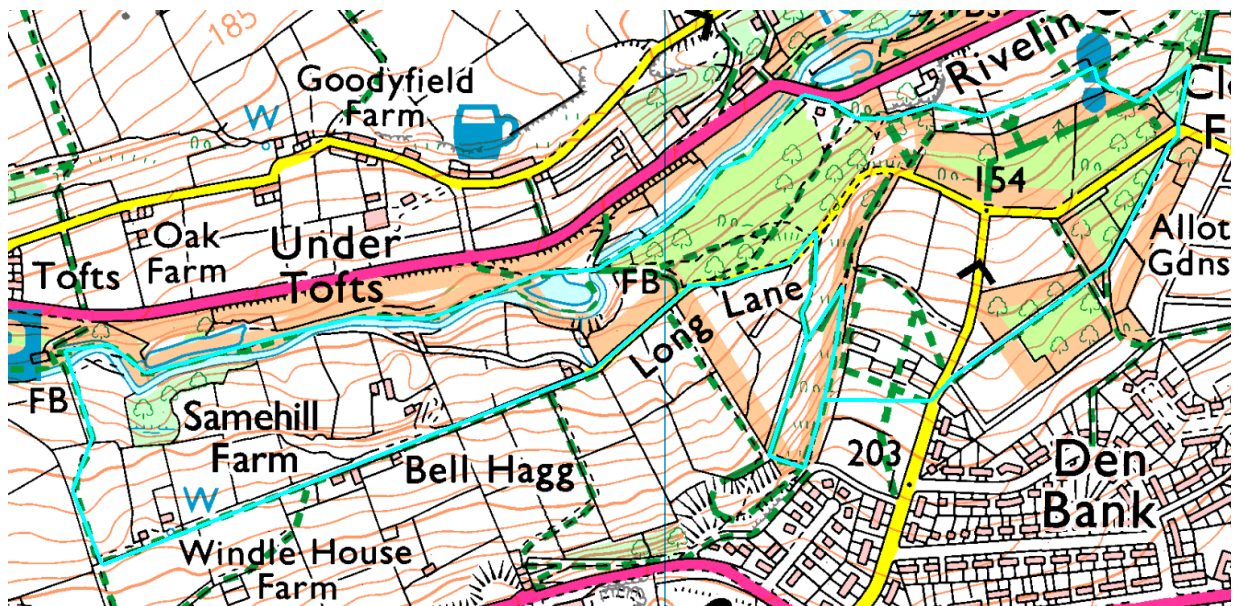 185
Goodyfield
Farm
W
Rivelin
Cl
F
154
Oak
Farm
Under
Tofts
Tofts
Allot
Gdns
FB
Long Lane
FB
Samehill
Farm
W
Bell Hagg
203
Den
Bank
Windle House
Farm